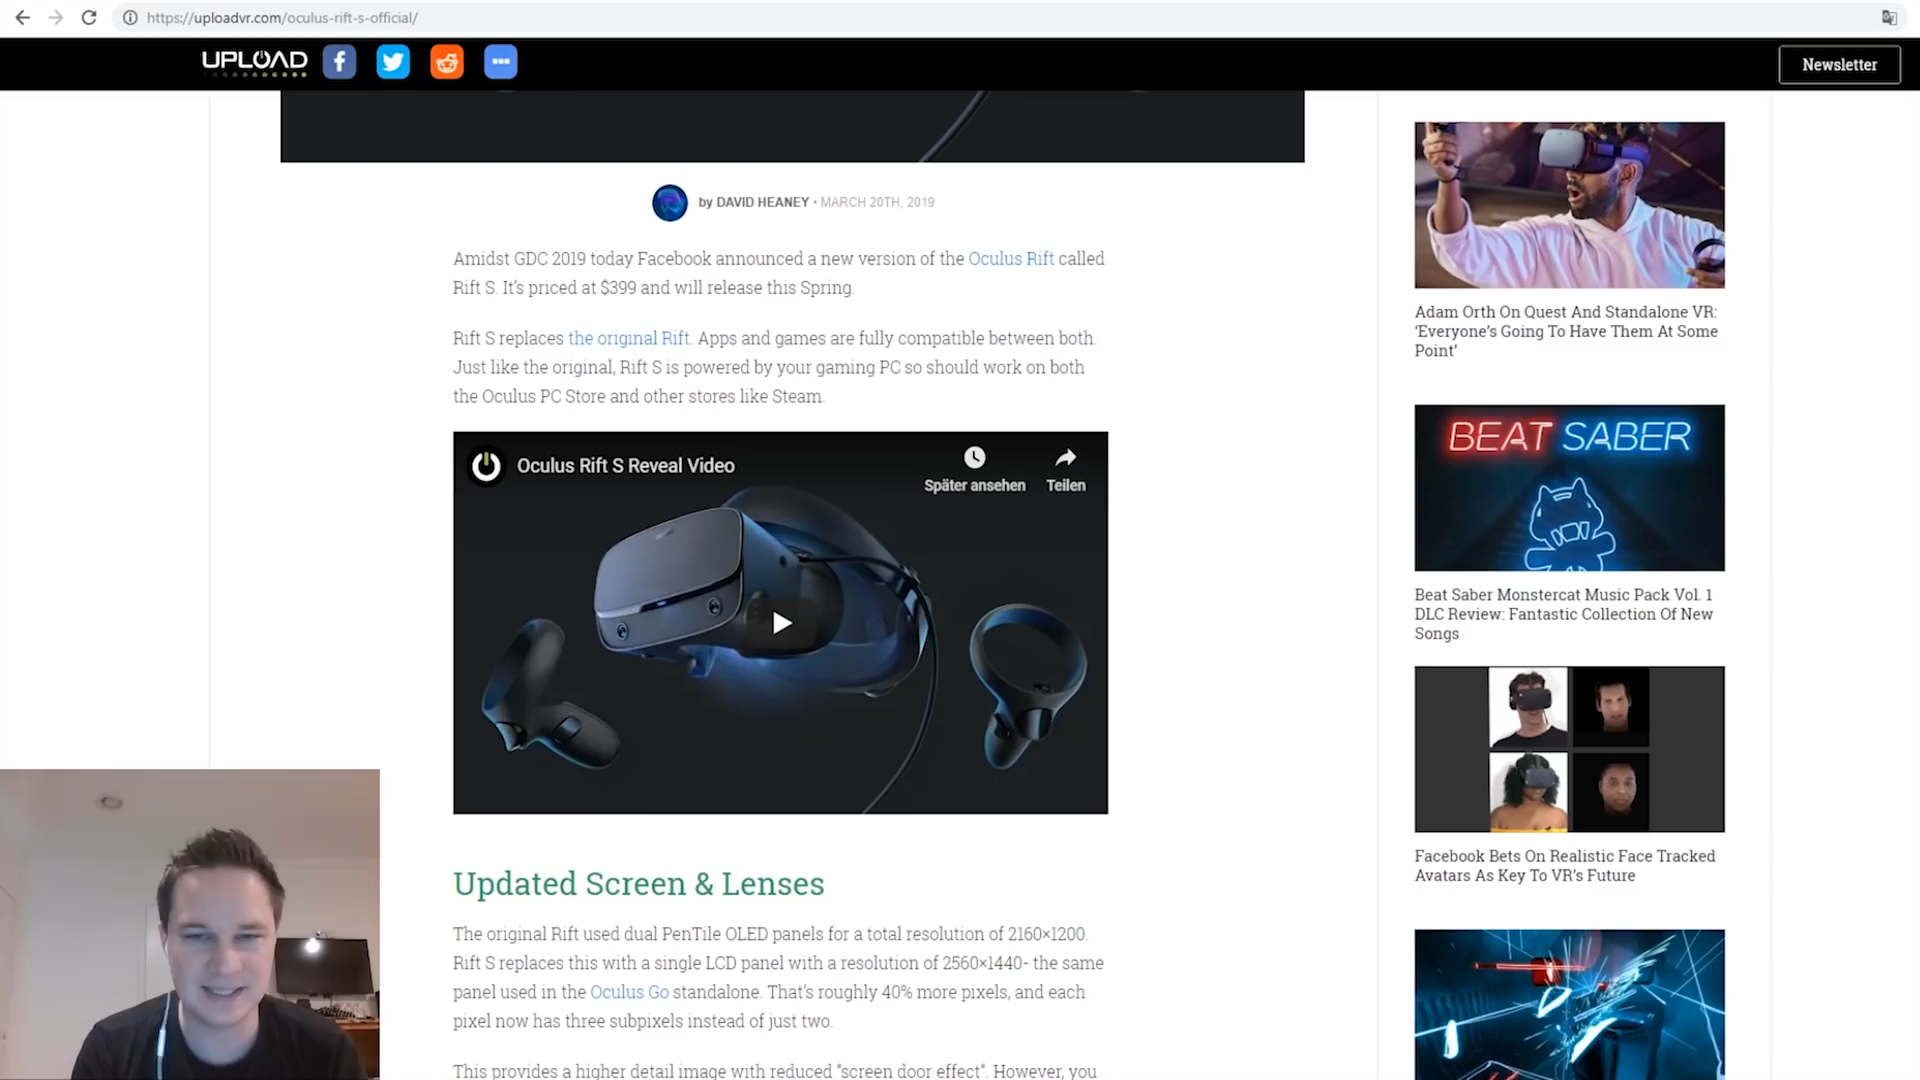 https://uploadvr.com/oculus-rift-s-official/
UPLOAD
Newsletter
by DAVID HEANEY • MARCH 20TH, 2019
Amidst GDC 2019 today Facebook announced a new version of the Oculus Rift called
Rift S. It's priced at $399 and will release this Spring.
Rift S replaces the original Rift. Apps and games are fully compatible between both.
Just like the original, Rift S is powered by your gaming PC so should work on both
the Oculus PC Store and other stores like Steam.
Oculus Rift S Reveal Video
Später ansehen
Teilen
Updated Screen & Lenses
The original Rift used dual PenTile OLED panels for a total resolution of 2160×1200.
Rift S replaces this with a single LCD panel with a resolution of 2560×1440- the same
panel used in the Oculus Go standalone. That's roughly 40% more pixels, and each
pixel now has three subpixels instead of just two.
This provides a higher detail image with reduced "screen door effect". However, you
Adam Orth On Quest And Standalone VR:
‘Everyone’s Going To Have Them At Some
Point’
BEAT SABER
Beat Saber Monstercat Music Pack Vol. 1
DLC Review: Fantastic Collection Of New
Songs
Facebook Bets On Realistic Face Tracked
Avatars As Key To VR's Future